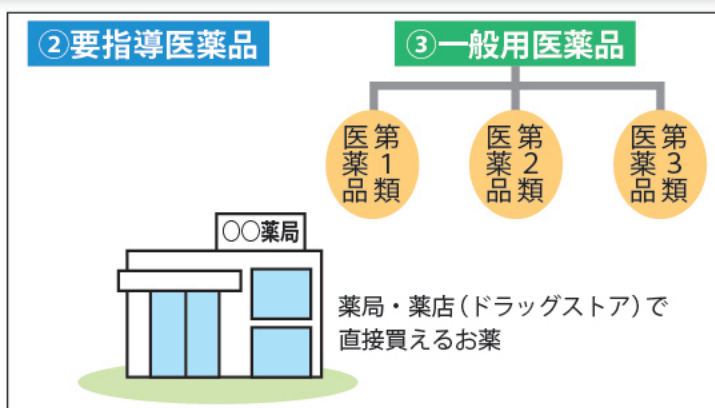 ②要指導医薬品
③一般用医薬品
第1類
医薬品
第2類
医薬品
第3類
医薬品
○○薬局
薬局・薬店(ドラッグストア)で
直接買えるお薬